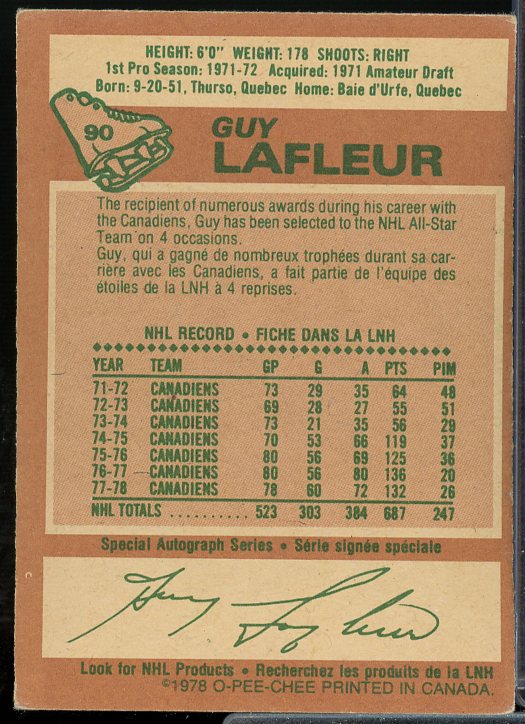 HEIGHT: 6'0" WEIGHT: 178 SHOOTS: RIGHT
1st Pro Season: 1971-72 Acquired: 1971 Amateur Draft
Born: 9-20-51, Thurso, Quebec Home: Baie d'Urfe, Quebec
90
GUY
LAFLEUR
The recipient of numerous awards during his career with
the Canadiens, Guy has been selected to the NHL All-Star
Team on 4 occasions.
Guy, qui a gagné de nombreux trophées durant sa car-
rière avec les Canadiens, a fait partie de l'équipe des
étoiles de la LNH à 4 reprises.
NHL RECORD • FICHE DANS LA LNH
YEAR TEAM GP G A PTS PIM
71-72 CANADIENS 73 29 35 64 48
72-73 CANADIENS 69 28 27 55 51
73-74 CANADIENS 73 21 35 56 29
74-75 CANADIENS 70 53 66 119 37
75-76 CANADIENS 80 56 69 125 36
76-77 CANADIENS 80 56 80 136 20
77-78 CANADIENS 78 60 72 132 26
NHL TOTALS .......... 523 303 384 687 247
Special Autograph Series • Série signée spéciale
Guy Lafleur
Look for NHL Products • Recherchez les produits de la LNH
©1978 O-PEE-CHEE PRINTED IN CANADA.